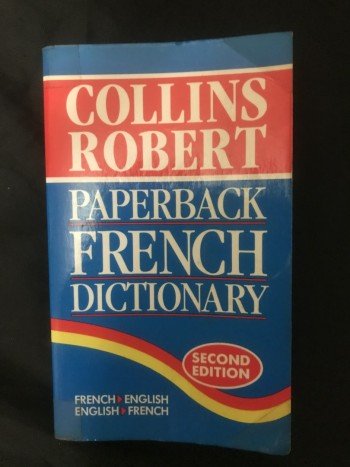 COLLINS
ROBERT
PAPERBACK
FRENCH
DICTIONARY
SECOND
EDITION
FRENCH▶ENGLISH
ENGLISH▶FRENCH